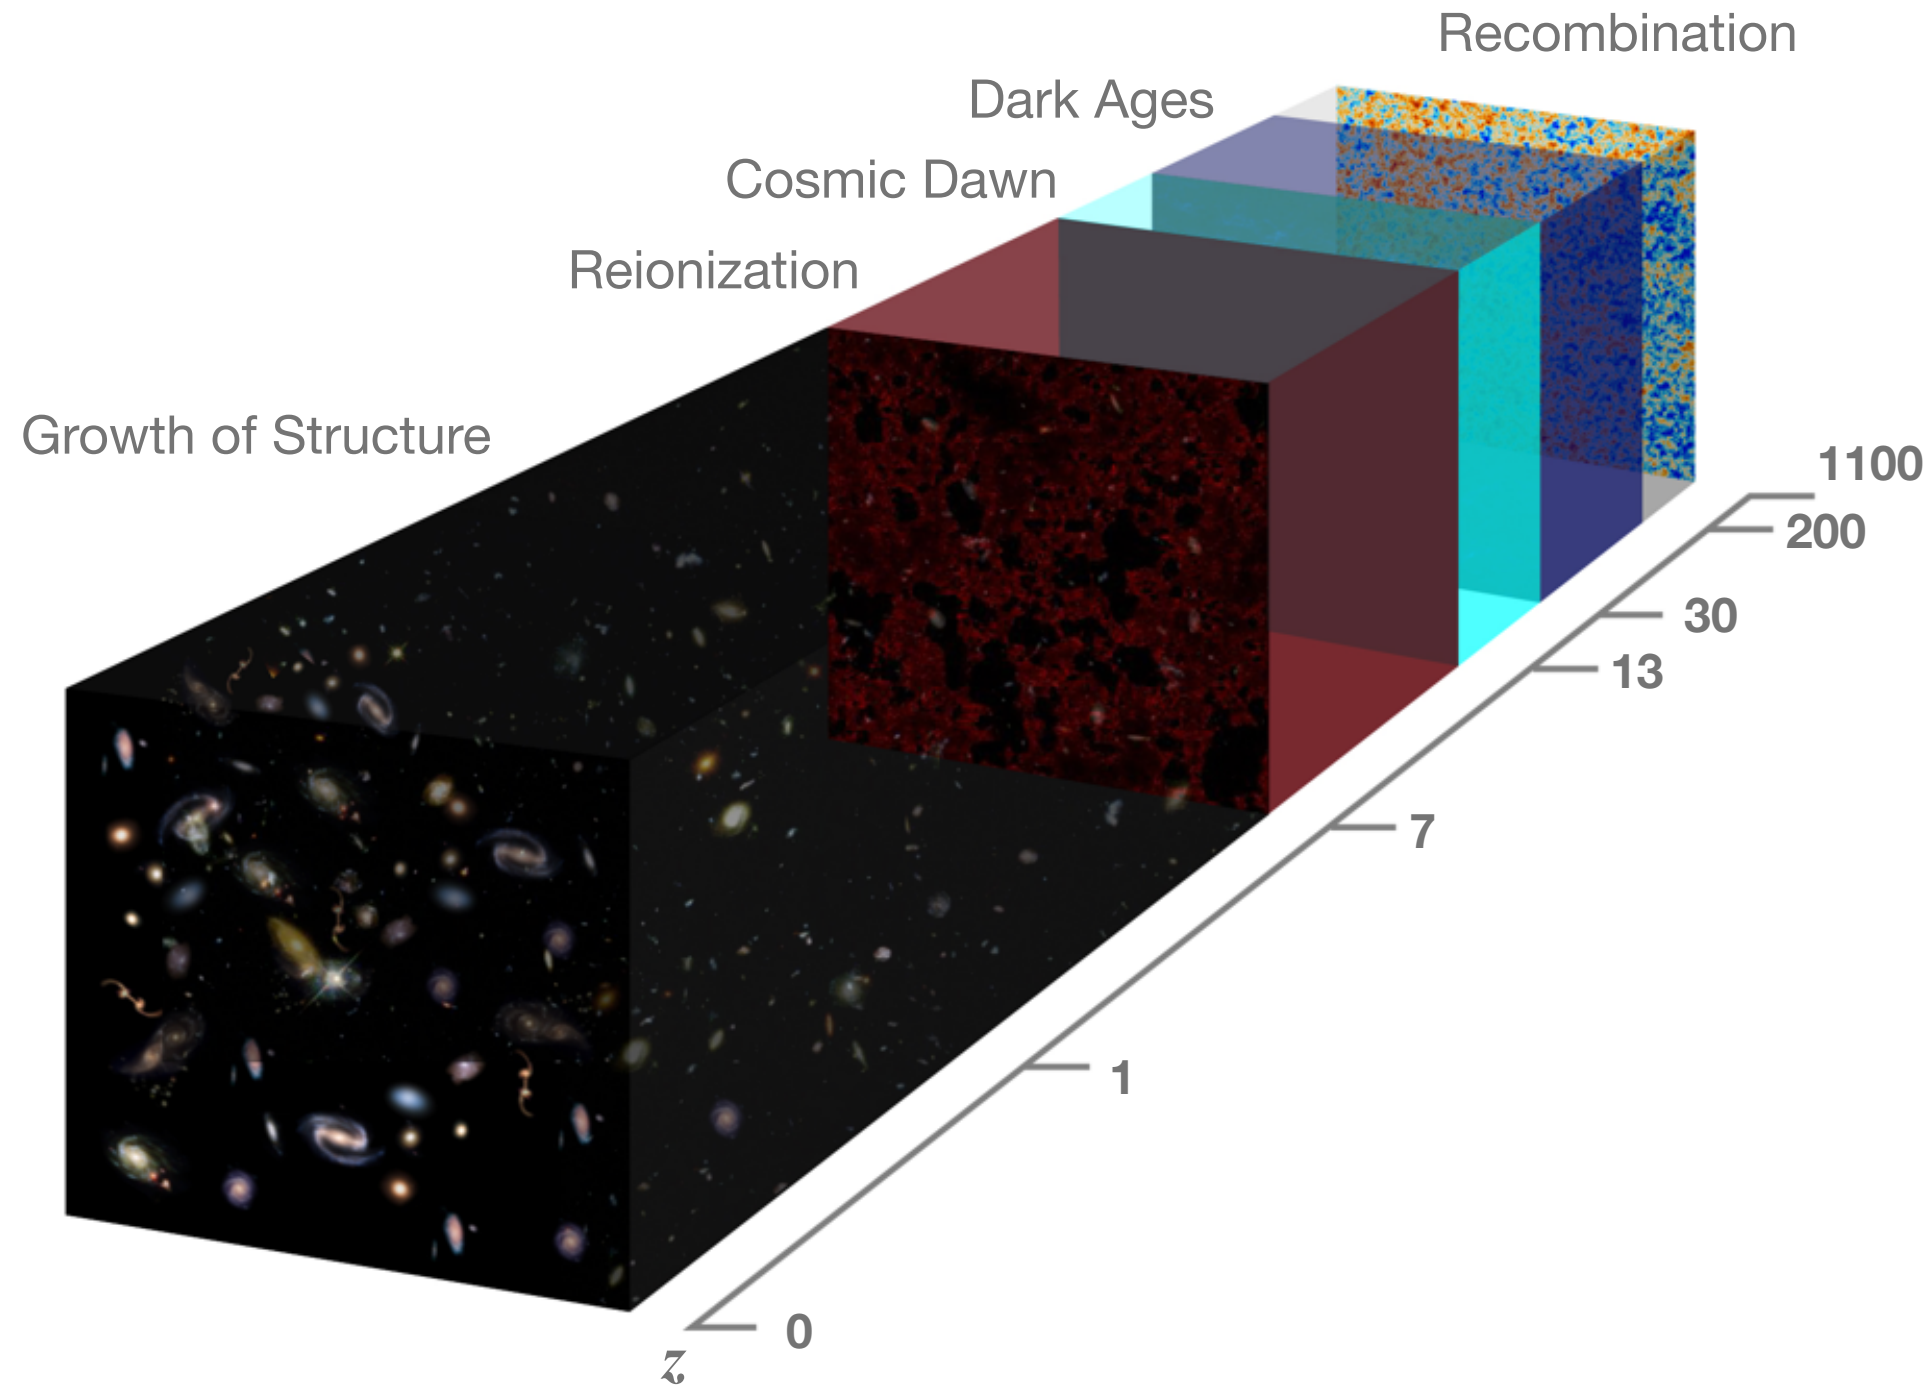 Recombination
Dark Ages
Cosmic Dawn
Reionization
Growth of Structure
1100
200
30
13
7
1
0
z